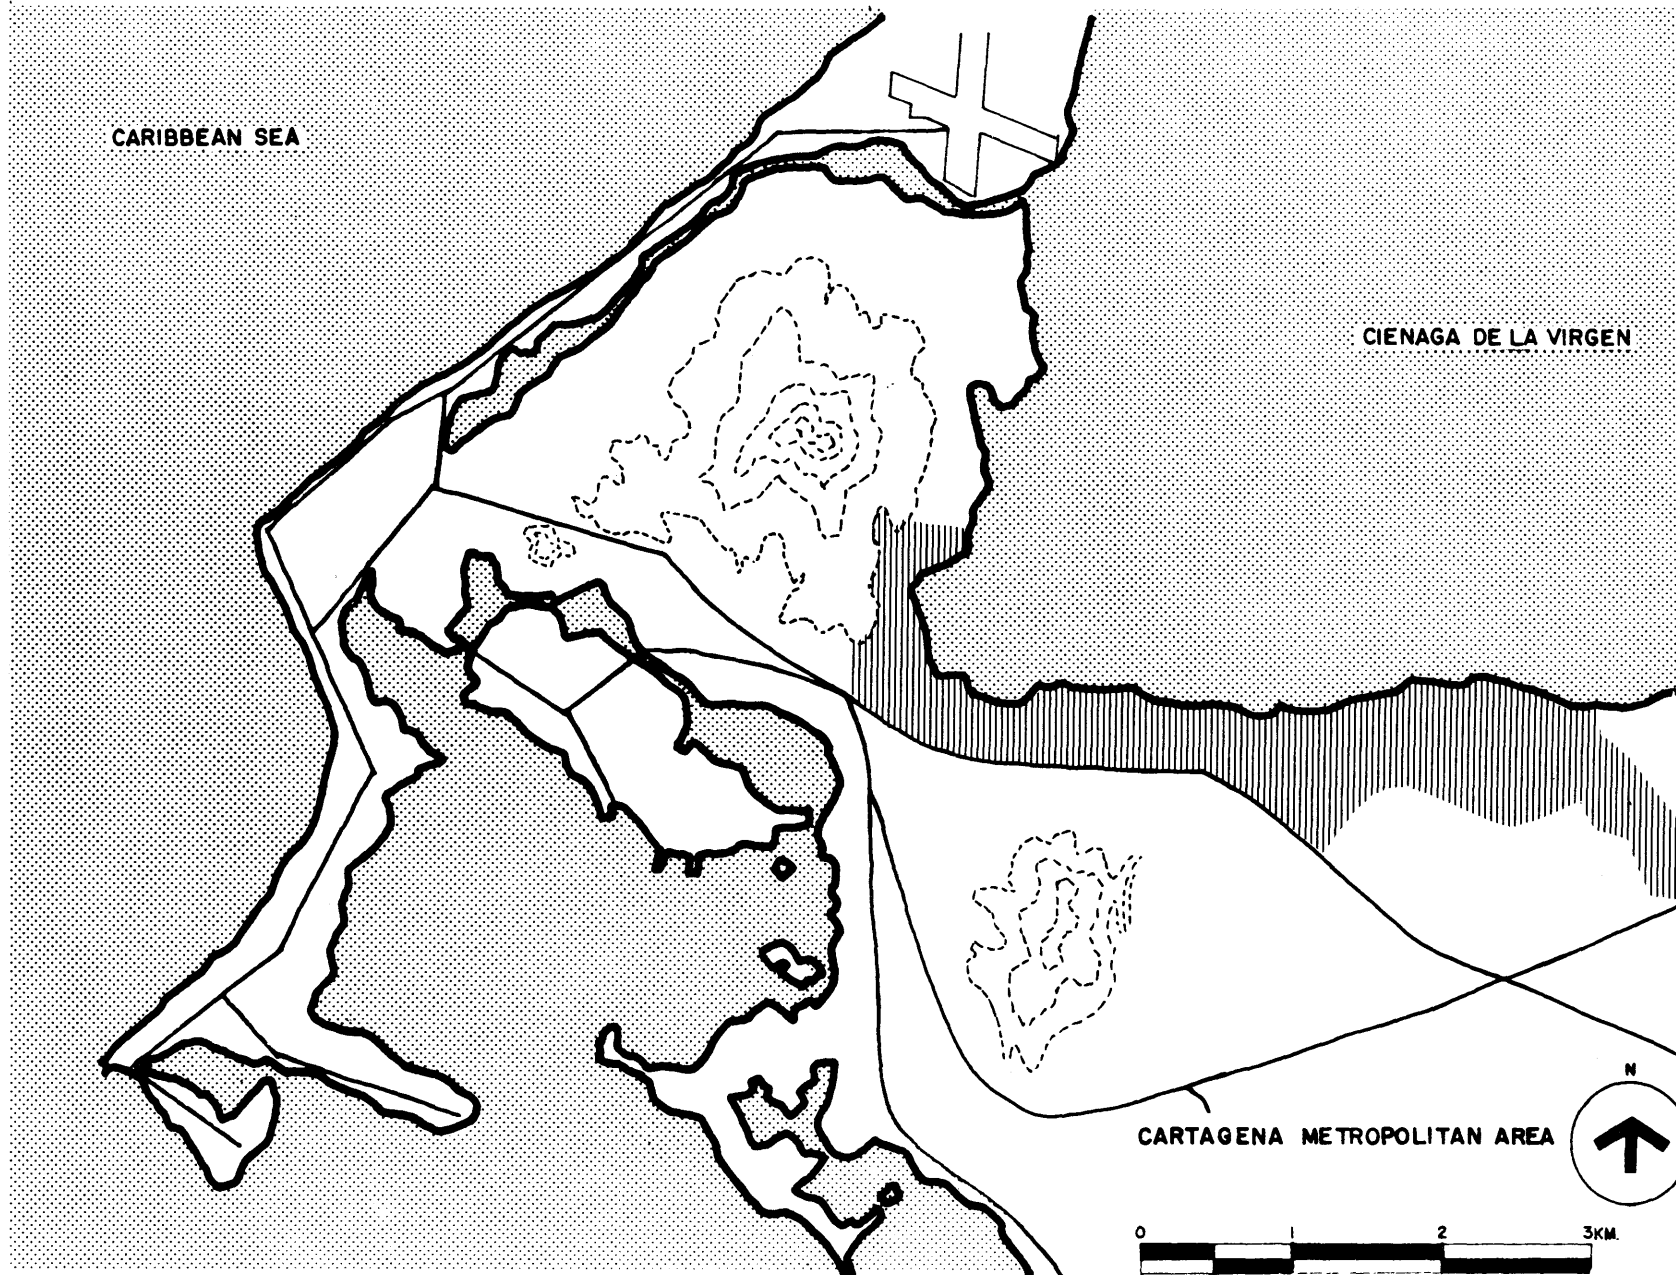 CARIBBEAN SEA
CIENAGA DE LA VIRGEN
N
CARTAGENA METROPOLITAN AREA
0 1 2 3KM.